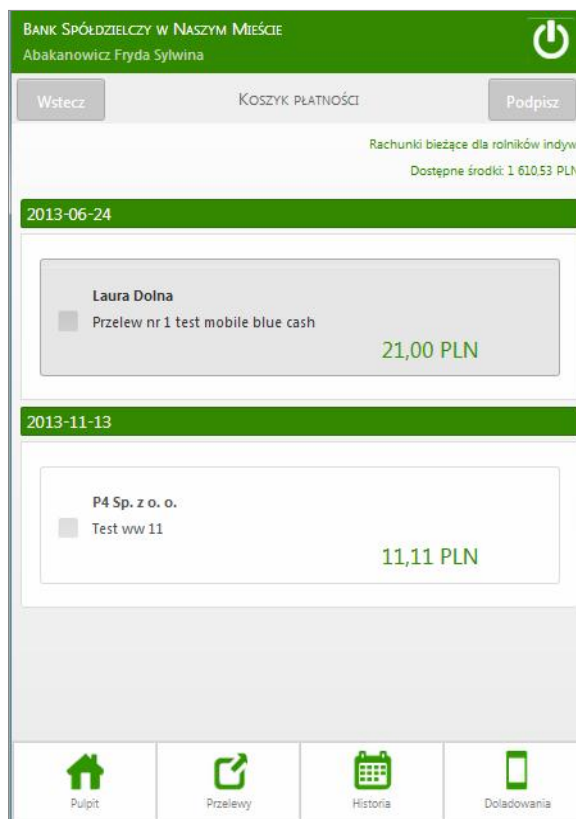 Bank Spółdzielczy w Naszym Mieście
Abakanowicz Fryda Sylwina
Wstecz
Koszyk płatności
Podpisz
Rachunki bieżące dla rolników indyw
Dostępne środki: 1 610,53 PLN
2013-06-24
Laura Dolna
Przelew nr 1 test mobile blue cash
21,00 PLN
2013-11-13
P4 Sp. z o. o.
Test ww 11
11,11 PLN
Pulpit
Przelewy
Historia
Doladowania